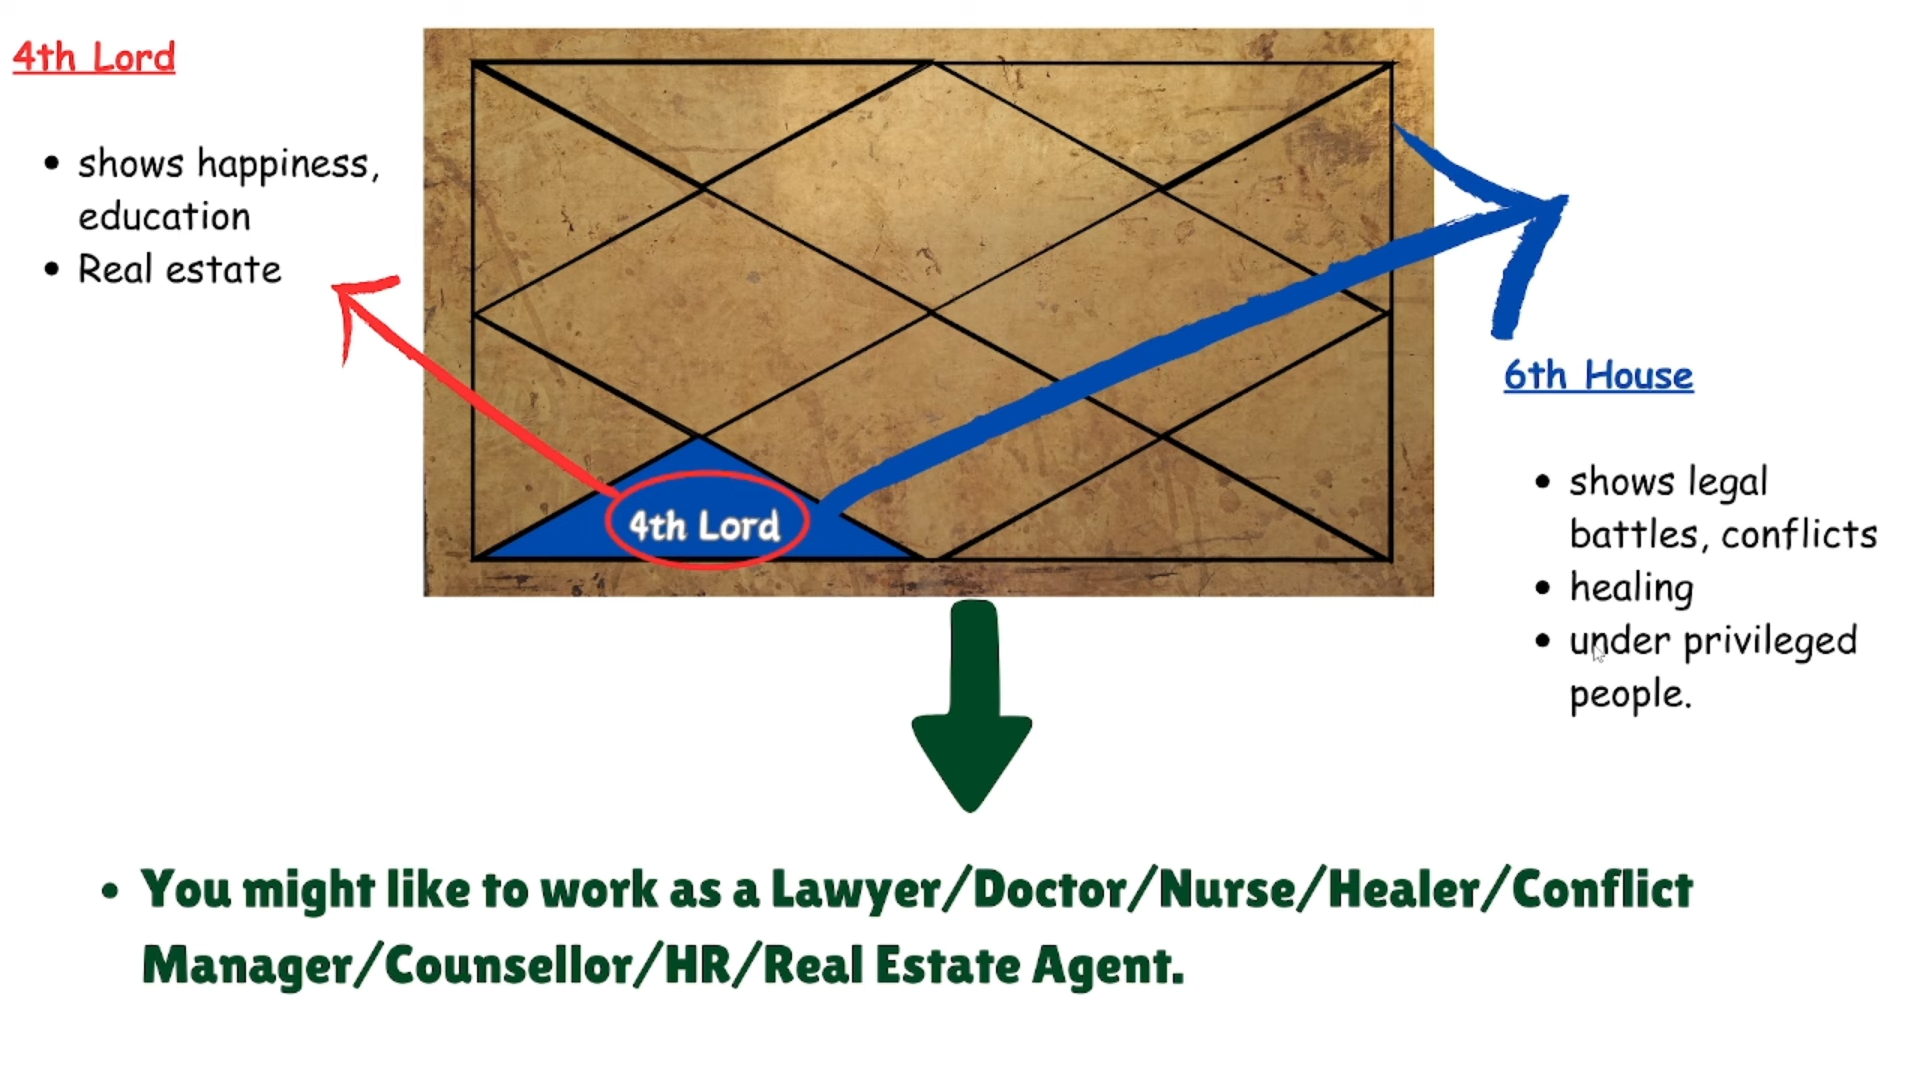 4th Lord
• shows happiness,
education
• Real estate
4th Lord
6th House
• shows legal
battles, conflicts
• healing
• under privileged
people.
• You might like to work as a Lawyer/Doctor/Nurse/Healer/Conflict
Manager/Counsellor/HR/Real Estate Agent.